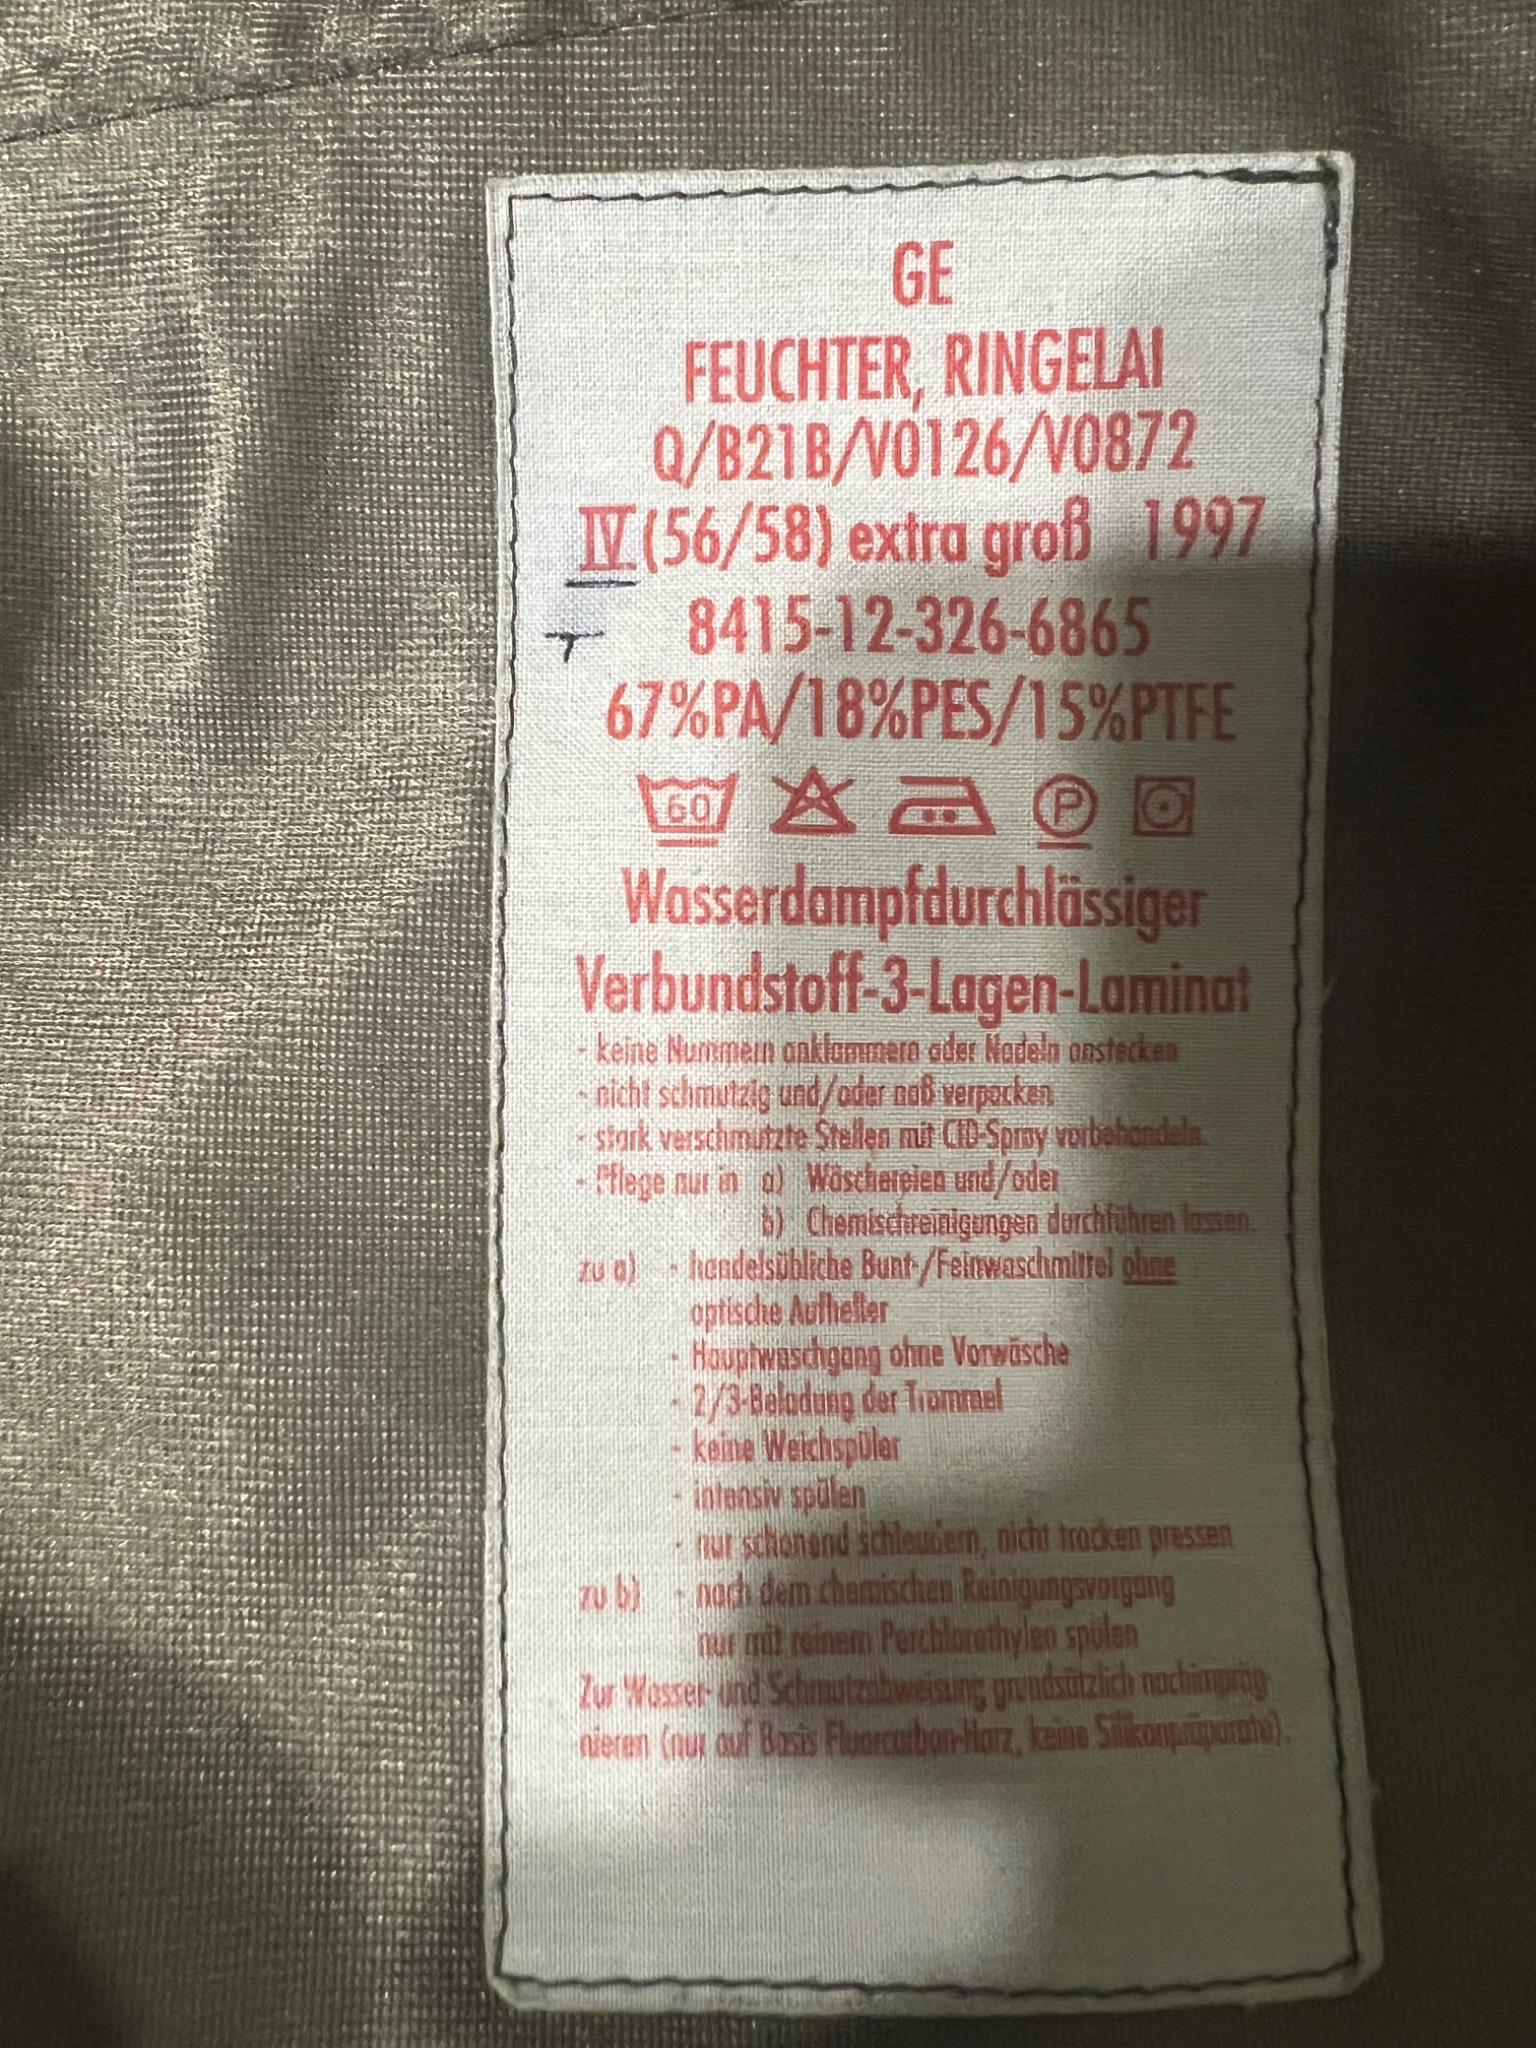 GE
FEUCHTER, RINGELAI
Q/B21B/V0126/V0872
IV (56/58) extra groß 1997
8415-12-326-6865
67%PA/18%PES/15%PTFE
60 P
Wasserdampfdurchlässiger
Verbundstoff-3-Lagen-Laminat
- keine Nummern anklammern oder Nadeln anstecken
- nicht schmutzig und/oder naß verpacken
- stark verschmutzte Stellen mit CID-Spray vorbehandeln.
- Pflege nur in a) Wäschereien und/oder
b) Chemischreinigungen durchführen lassen.
zu a) - handelsübliche Bunt-/Feinwaschmittel ohne
optische Aufheller
- Hauptwaschgang ohne Vorwäsche
- 2/3-Beladung der Trommel
- keine Weichspüler
- intensiv spülen
- nur schonend schleudern, nicht trocken pressen
zu b) - nach dem chemischen Reinigungsvorgang
nur mit reinem Perchlorethylen spülen
Zur Wasser- und Schmutzabweisung grundsätzlich nachimpräg-
nieren (nur auf Basis Fluorcarbon-Harz, keine Silikonpräparate).